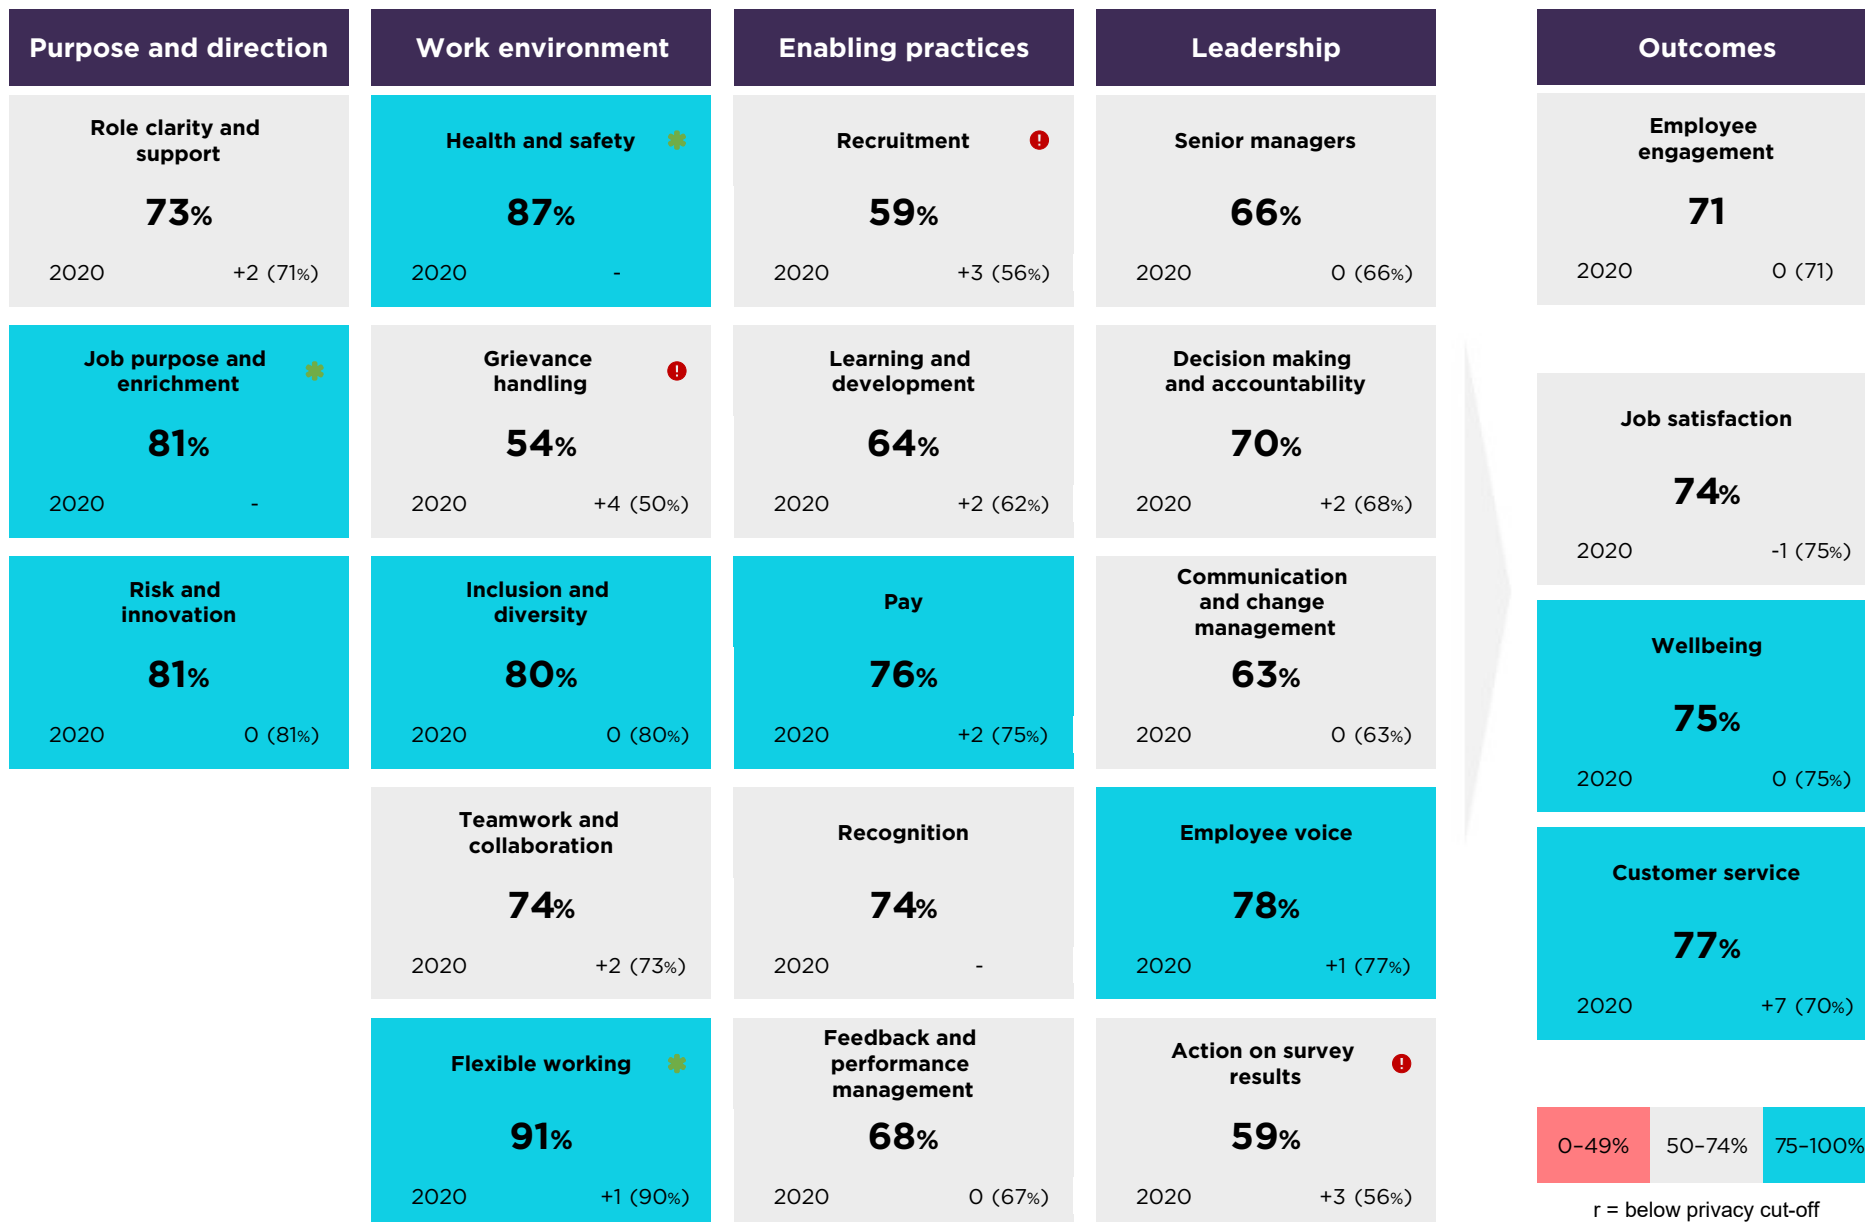 Purpose and direction
Role clarity and
support
73%
2020 +2 (71%)
Job purpose and
enrichment
81%
2020 -
Risk and
innovation
81%
2020 0 (81%)
Work environment
Health and safety
87%
2020 -
Grievance
handling
!
54%
2020 +4 (50%)
Inclusion and
diversity
80%
2020 0 (80%)
Teamwork and
collaboration
74%
2020 +2 (73%)
Flexible working
91%
2020 +1 (90%)
Enabling practices
Recruitment !
59%
2020 +3 (56%)
Learning and
development
64%
2020 +2 (62%)
Pay
76%
2020 +2 (75%)
Recognition
74%
2020 -
Feedback and
performance
management
68%
2020 0 (67%)
Leadership
Senior managers
66%
2020 0 (66%)
Decision making
and accountability
70%
2020 +2 (68%)
Communication
and change
management
63%
2020 0 (63%)
Employee voice
78%
2020 +1 (77%)
Action on survey
results
!
59%
2020 +3 (56%)
Outcomes
Employee
engagement
71
2020 0 (71)
Job satisfaction
74%
2020 -1 (75%)
Wellbeing
75%
2020 0 (75%)
Customer service
77%
2020 +7 (70%)
0-49% 50-74% 75-100%
r = below privacy cut-off